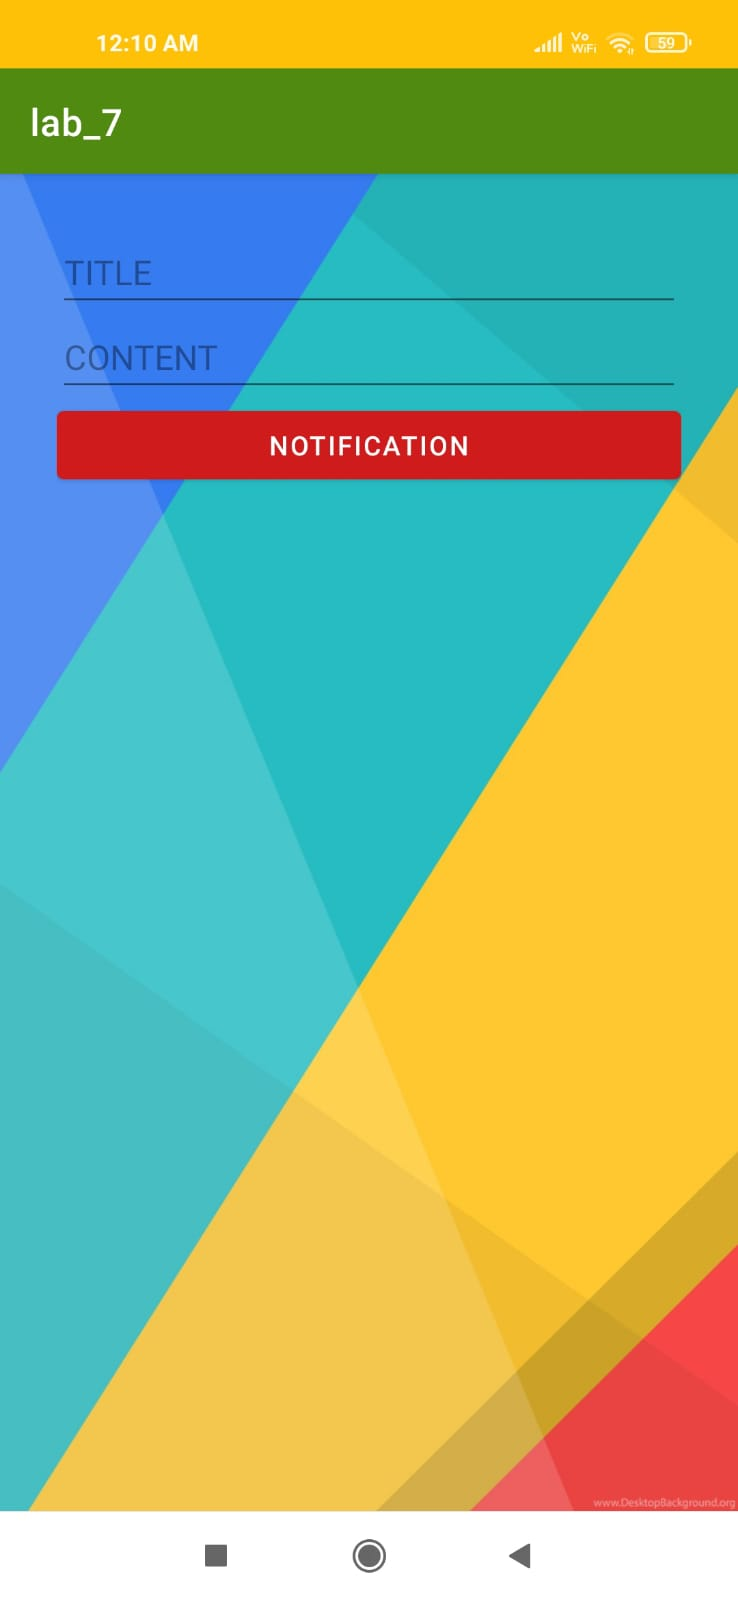 12:10 AM
Vo
WiFi
59
lab_7
TITLE
CONTENT
NOTIFICATION
www.DesktopBackground.org